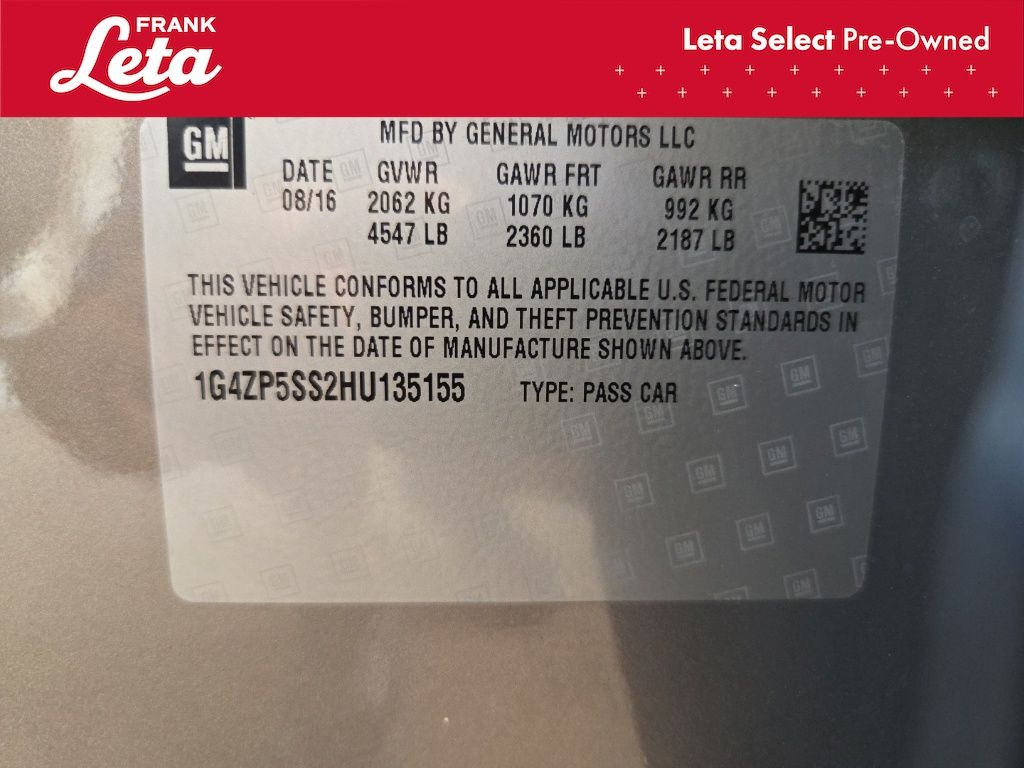 FRANK
Leta
Leta Select Pre-Owned
GM
MFD BY GENERAL MOTORS LLC
DATE GVWR GAWR FRT GAWR RR
08/16 2062 KG 1070 KG 992 KG
4547 LB 2360 LB 2187 LB
THIS VEHICLE CONFORMS TO ALL APPLICABLE U.S. FEDERAL MOTOR
VEHICLE SAFETY, BUMPER, AND THEFT PREVENTION STANDARDS IN
EFFECT ON THE DATE OF MANUFACTURE SHOWN ABOVE.
1G4ZP5SS2HU135155 TYPE: PASS CAR